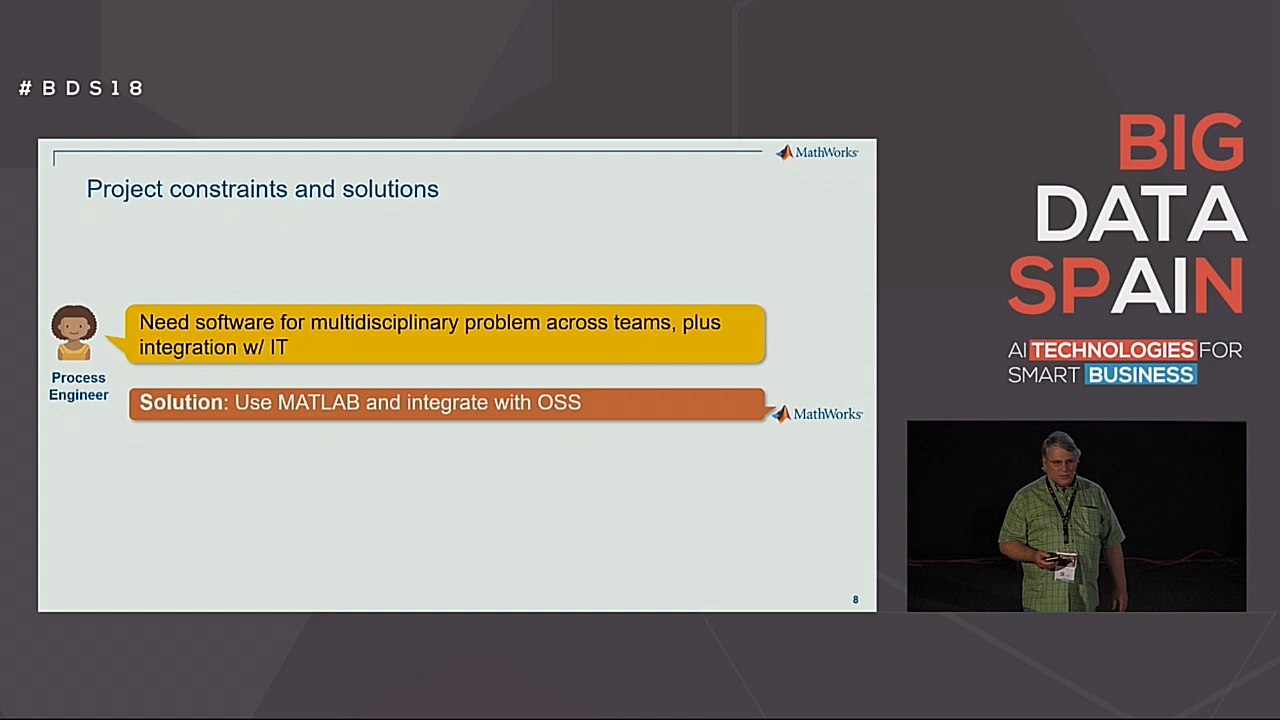 #BDS18
MathWorks
Project constraints and solutions
Need software for multidisciplinary problem across teams, plus
integration w/ IT
Process
Engineer
Solution: Use MATLAB and integrate with OSS
MathWorks
8
BIG
DATA
SPAIN
AI TECHNOLOGIES FOR
SMART BUSINESS